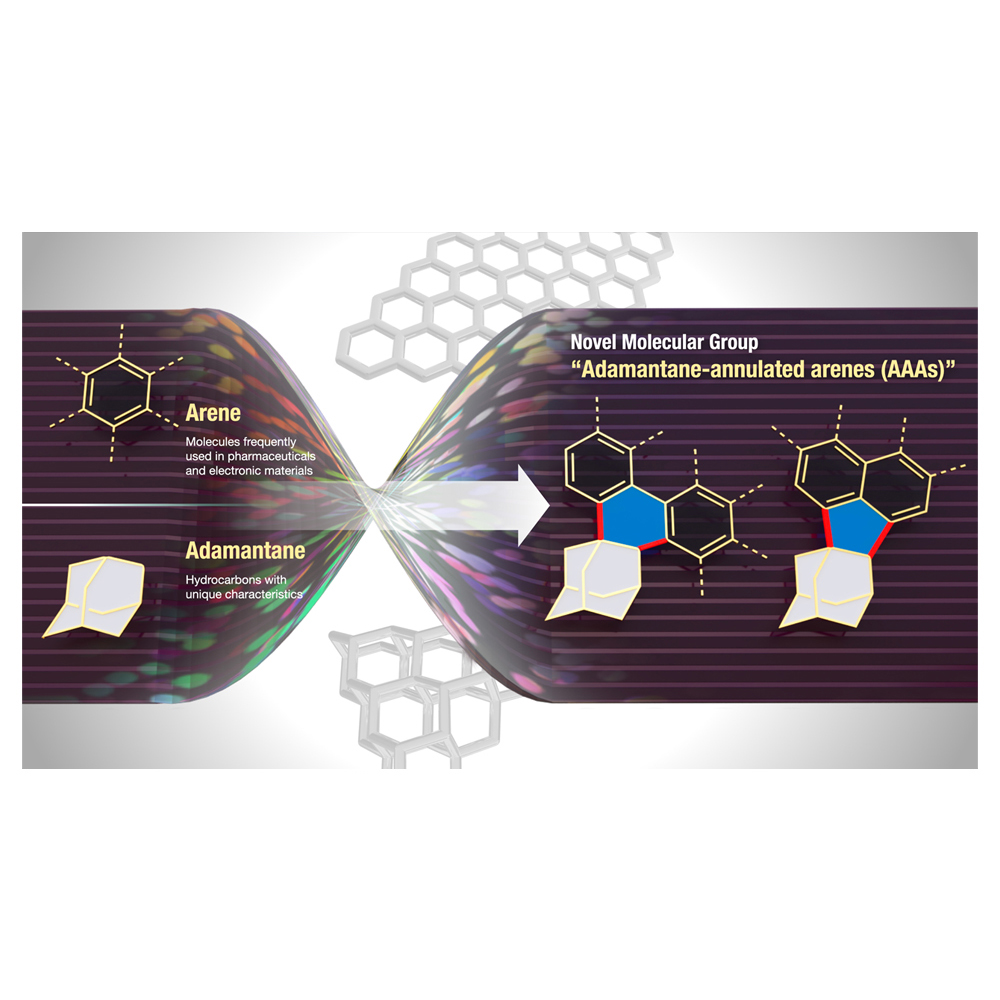 Arene
Molecules frequently
used in pharmaceuticals
and electronic materials
Adamantane
Hydrocarbons with
unique characteristics
Novel Molecular Group
“Adamantane-annulated arenes (AAAs)”